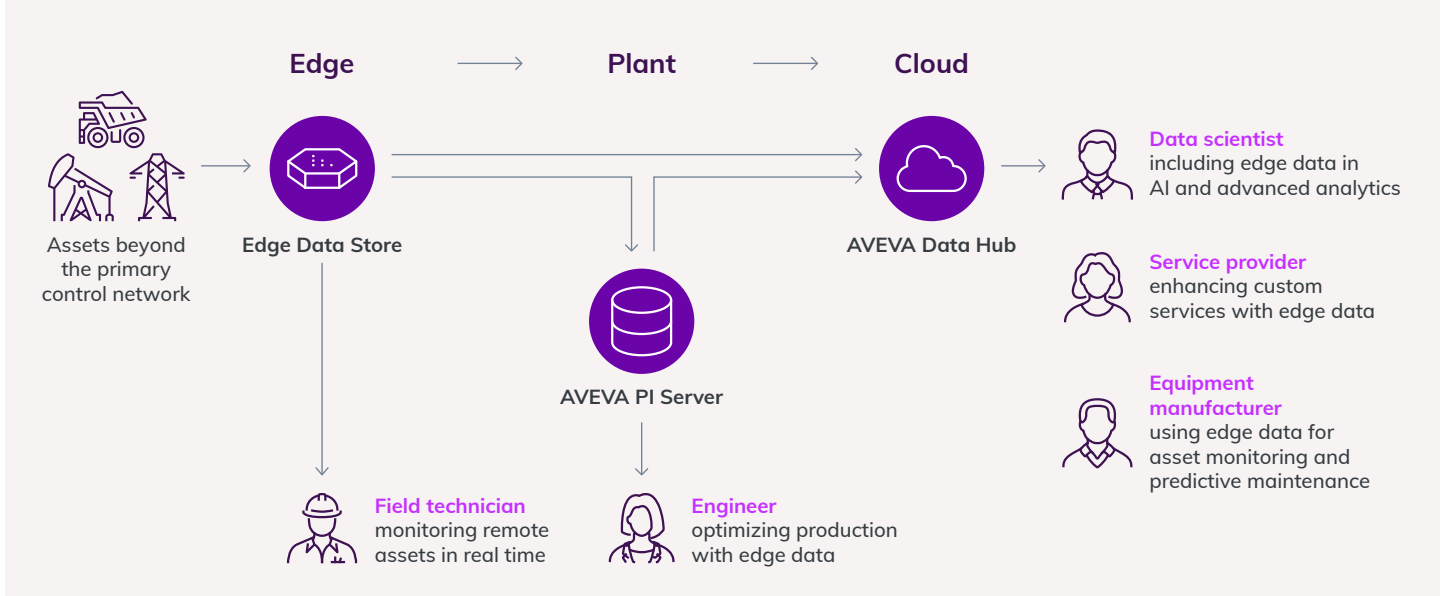 Edge
Plant
Cloud
Assets beyond
the primary
control network
Edge Data Store
AVEVA PI Server
AVEVA Data Hub
Data scientist
including edge data in
AI and advanced analytics
Service provider
enhancing custom
services with edge data
Equipment
manufacturer
using edge data for
asset monitoring and
predictive maintenance
Field technician
monitoring remote
assets in real time
Engineer
optimizing production
with edge data